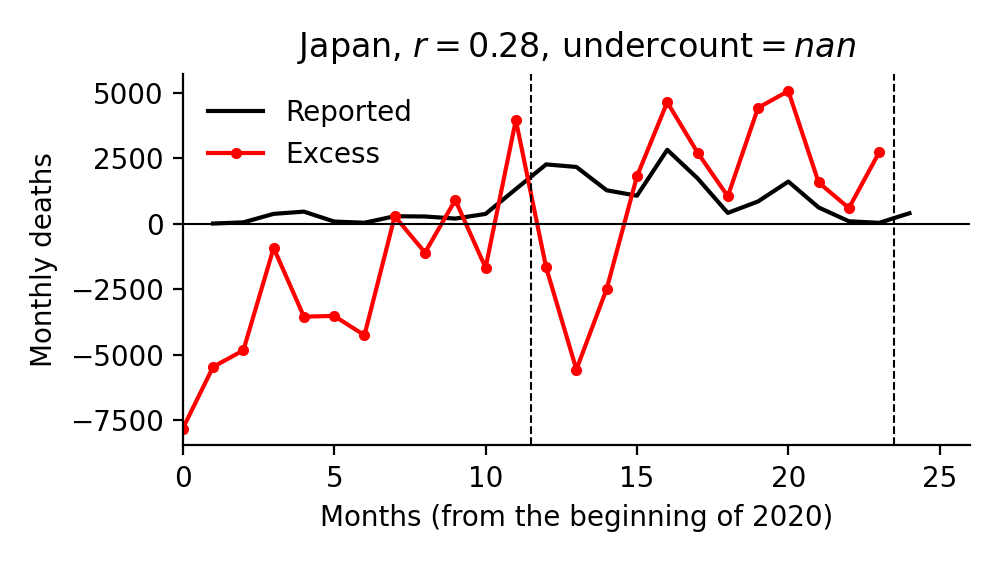 Japan, r = 0.28, undercount = nan
5000
2500
0
−2500
−5000
−7500
Monthly deaths
Reported
Excess
0 5 10 15 20 25
Months (from the beginning of 2020)